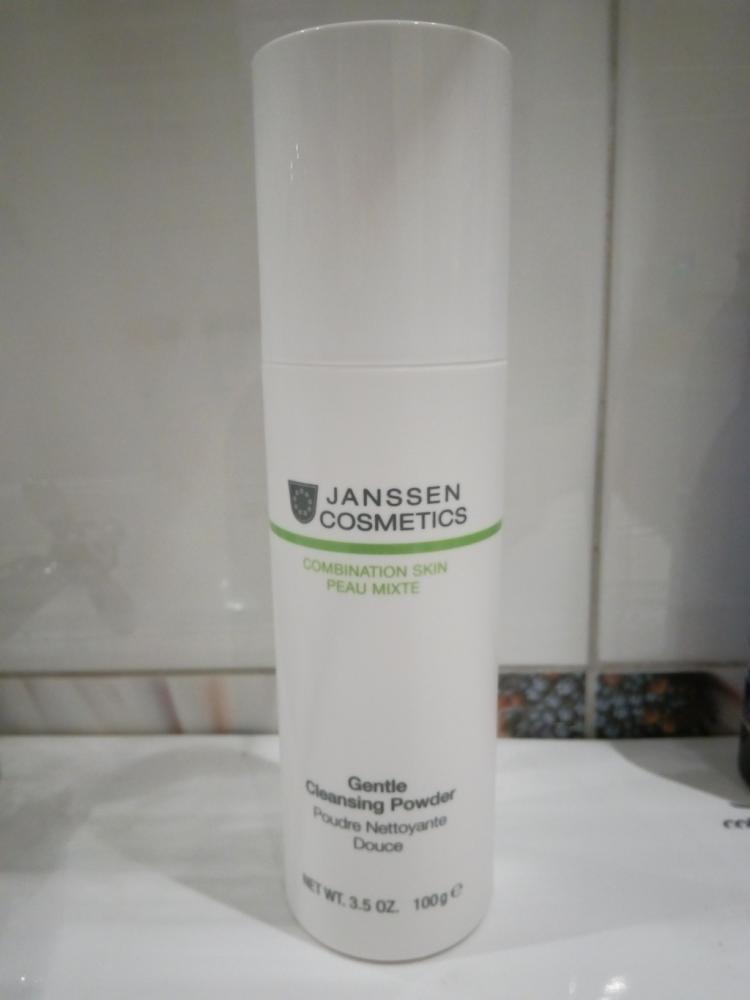 JANSSEN
COSMETICS
COMBINATION SKIN
PEAU MIXTE
Gentle
Cleansing Powder
Poudre Nettoyante
Douce
NET WT. 3.5 OZ. 100g ℮